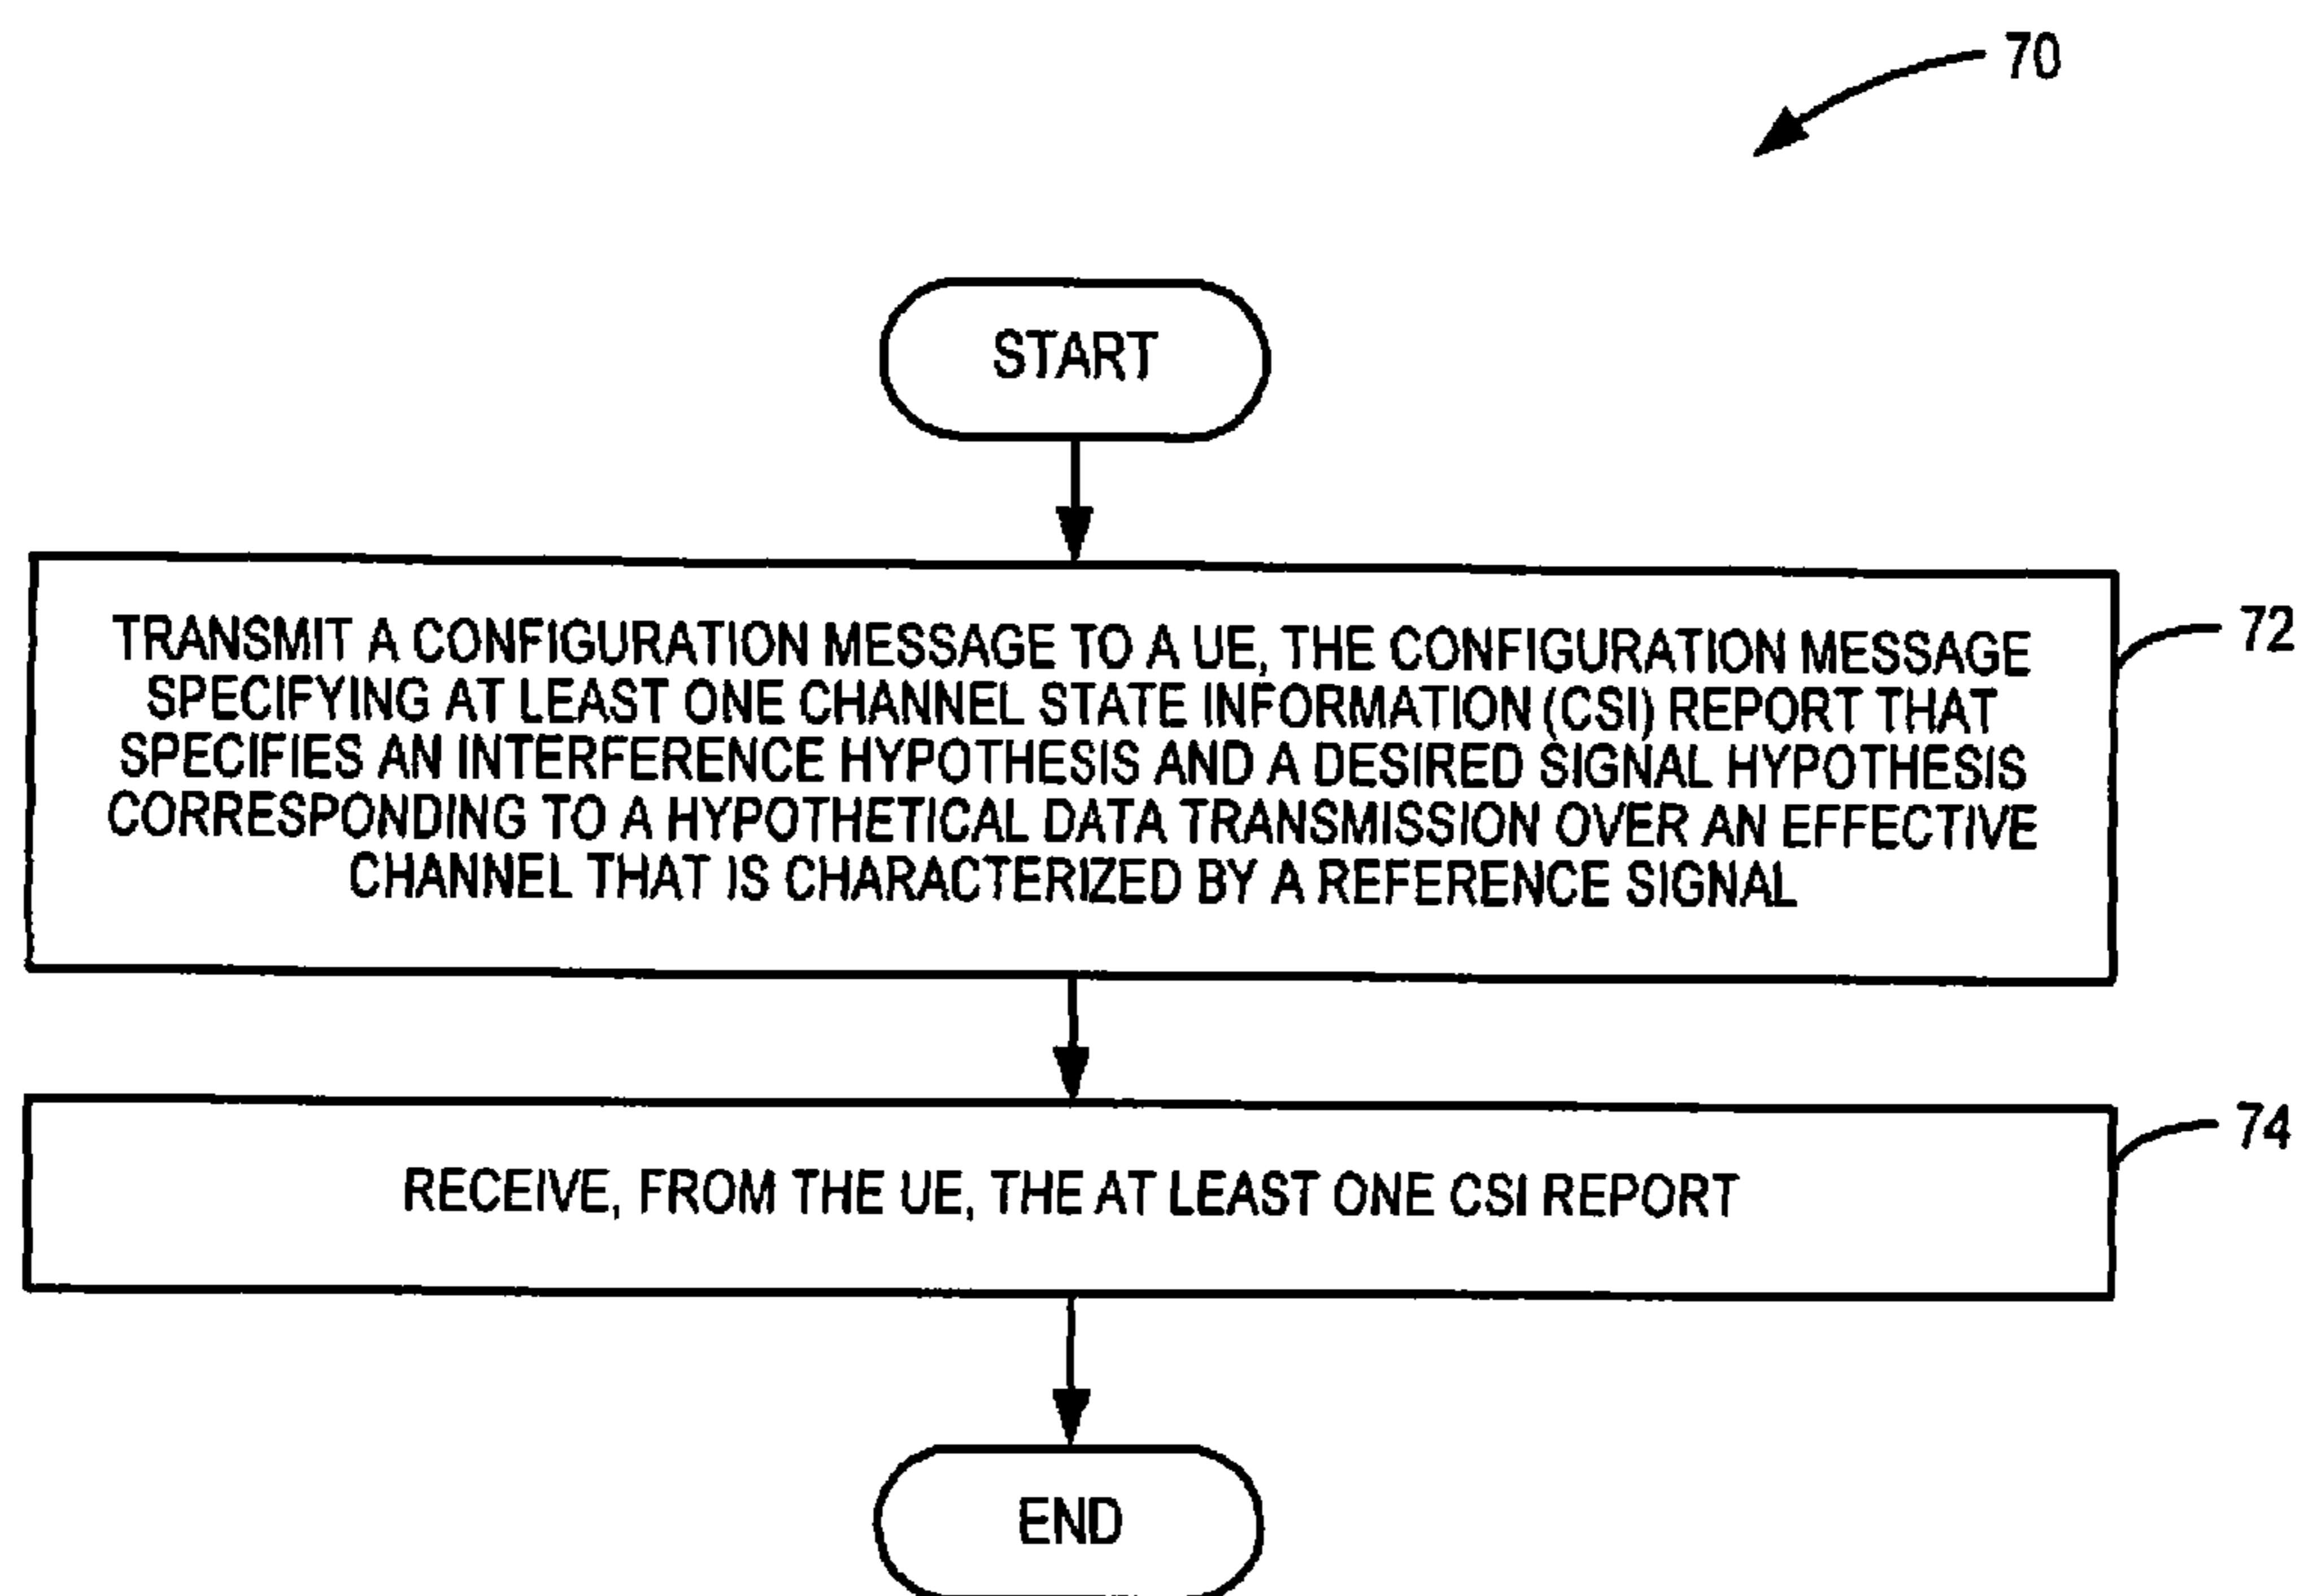 70
START
TRANSMIT A CONFIGURATION MESSAGE TO A UE, THE CONFIGURATION MESSAGE
SPECIFYING AT LEAST ONE CHANNEL STATE INFORMATION (CSI) REPORT THAT
SPECIFIES AN INTERFERENCE HYPOTHESIS AND A DESIRED SIGNAL HYPOTHESIS
CORRESPONDING TO A HYPOTHETICAL DATA TRANSMISSION OVER AN EFFECTIVE
CHANNEL THAT IS CHARACTERIZED BY A REFERENCE SIGNAL
72
RECEIVE, FROM THE UE, THE AT LEAST ONE CSI REPORT
74
END